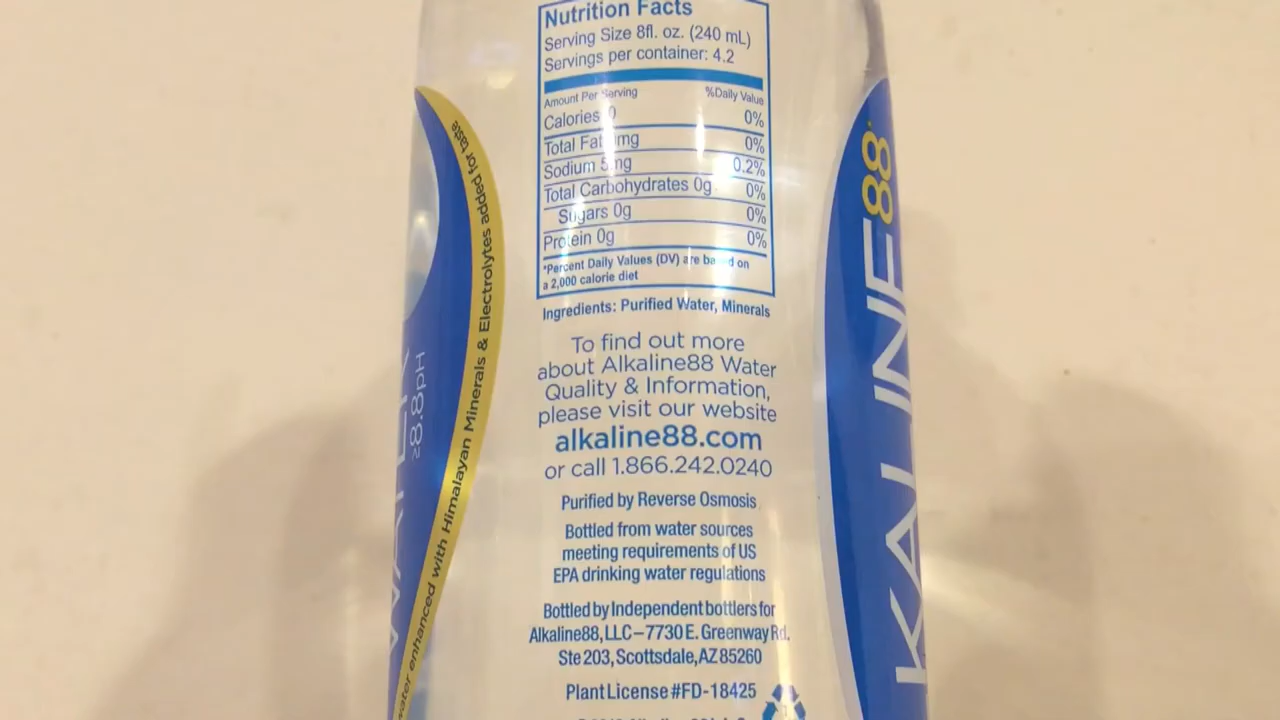 Nutrition Facts
Serving Size 8fl. oz. (240 mL)
Servings per container: 4.2
Amount Per Serving %Daily Value
Calories 0 0%
Total Fat 0mg 0%
Sodium 5mg 0.2%
Total Carbohydrates 0g 0%
Sugars 0g 0%
Protein 0g 0%
*Percent Daily Values (DV) are based on
a 2,000 calorie diet
Ingredients: Purified Water, Minerals
To find out more
about Alkaline88 Water
Quality & Information,
please visit our website
alkaline88.com
or call 1.866.242.0240
Purified by Reverse Osmosis
Bottled from water sources
meeting requirements of US
EPA drinking water regulations
Bottled by Independent bottlers for
Alkaline88, LLC – 7730 E. Greenway Rd.
Ste 203, Scottsdale, AZ 85260
Plant License #FD-18425
water enhanced with Himalayan Minerals & Electrolytes added for taste
WATER
≥8.8pH
KALINE88